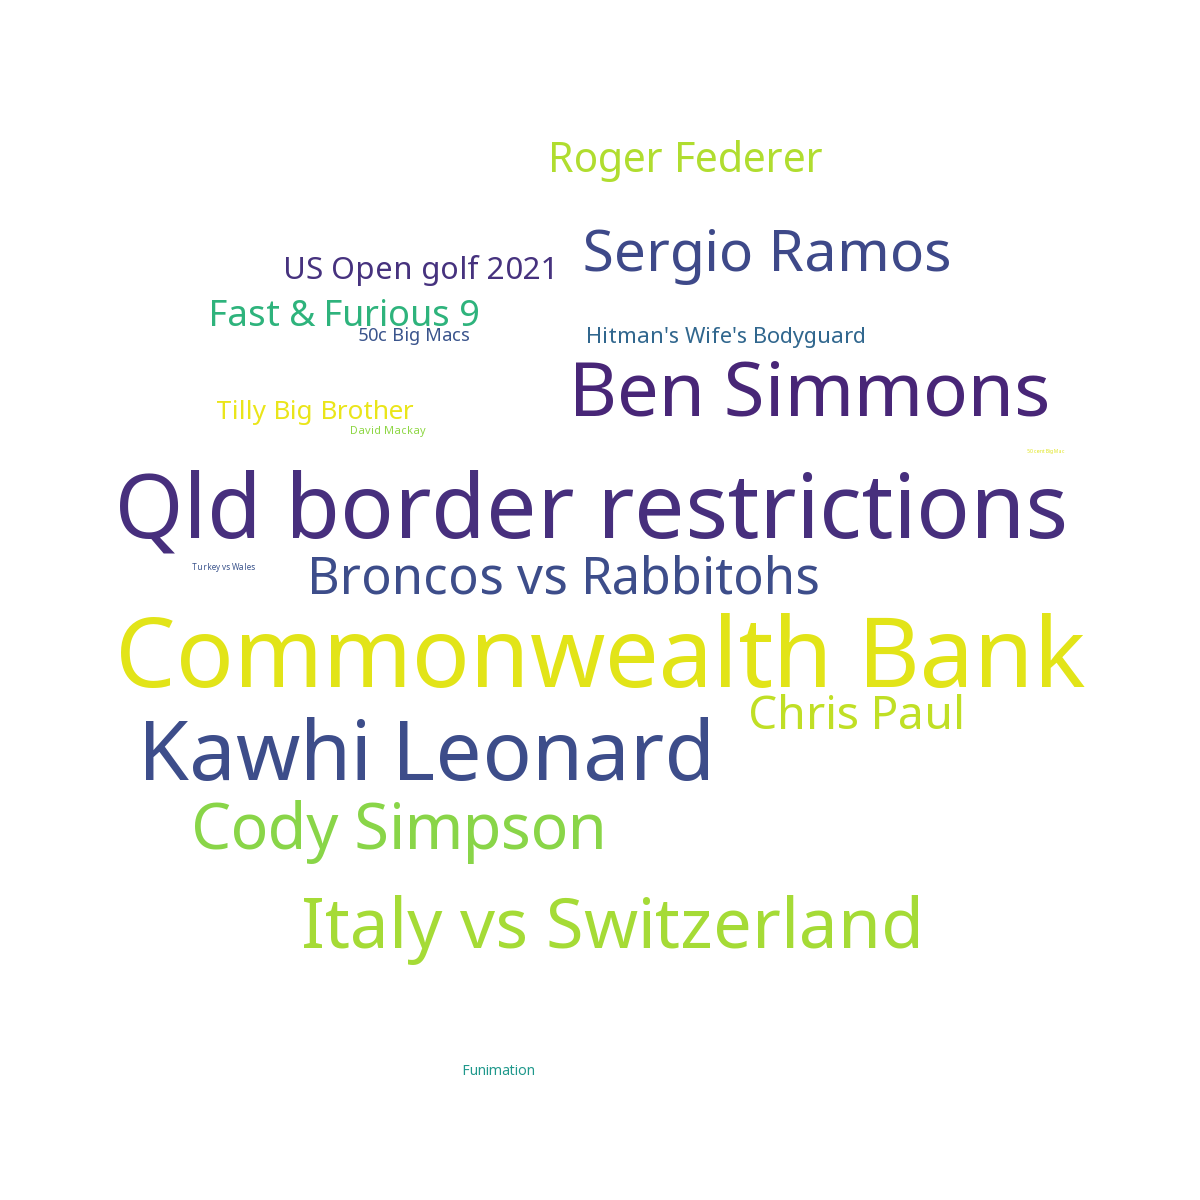 Roger Federer
Sergio Ramos
US Open golf 2021
Fast & Furious 9
50c Big Macs
Hitman's Wife's Bodyguard
Ben Simmons
Tilly Big Brother
David Mackay
Qld border restrictions
Turkey vs Wales
Broncos vs Rabbitohs
Commonwealth Bank
Chris Paul
Kawhi Leonard
Cody Simpson
Italy vs Switzerland
Funimation